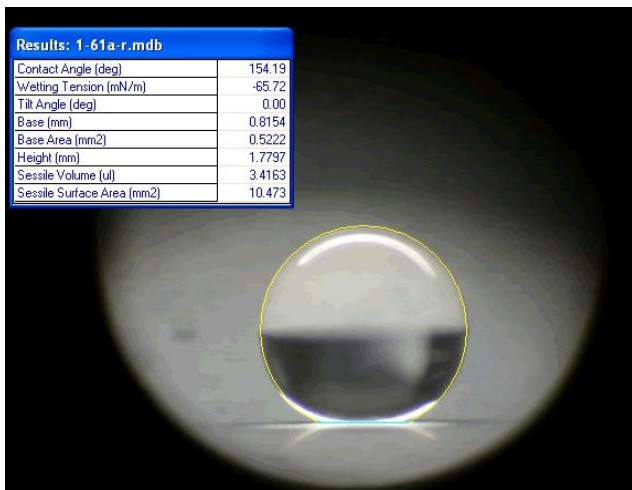 Results: 1-61a-r.mdb
Contact Angle (deg) 154.19
Wetting Tension (mN/m) -65.72
Tilt Angle (deg) 0.00
Base (mm) 0.8154
Base Area (mm2) 0.5222
Height (mm) 1.7797
Sessile Volume (ul) 3.4163
Sessile Surface Area (mm2) 10.473